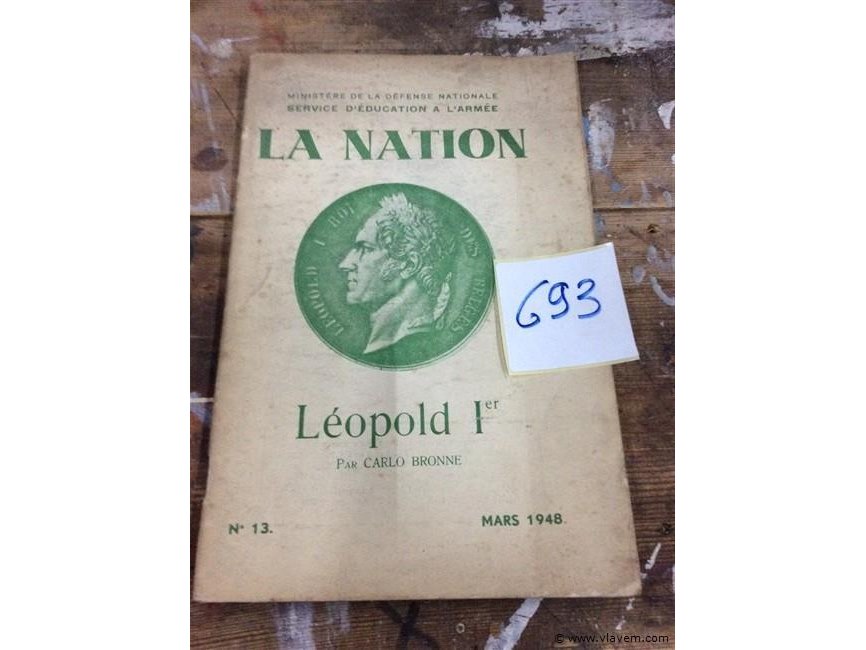 MINISTÈRE DE LA DÉFENSE NATIONALE
SERVICE D'ÉDUCATION A L'ARMÉE
LA NATION
LÉOPOLD I ROI DES BELGES
693
Léopold Ier
PAR CARLO BRONNE
N° 13.
MARS 1948.
© www.vlavem.com